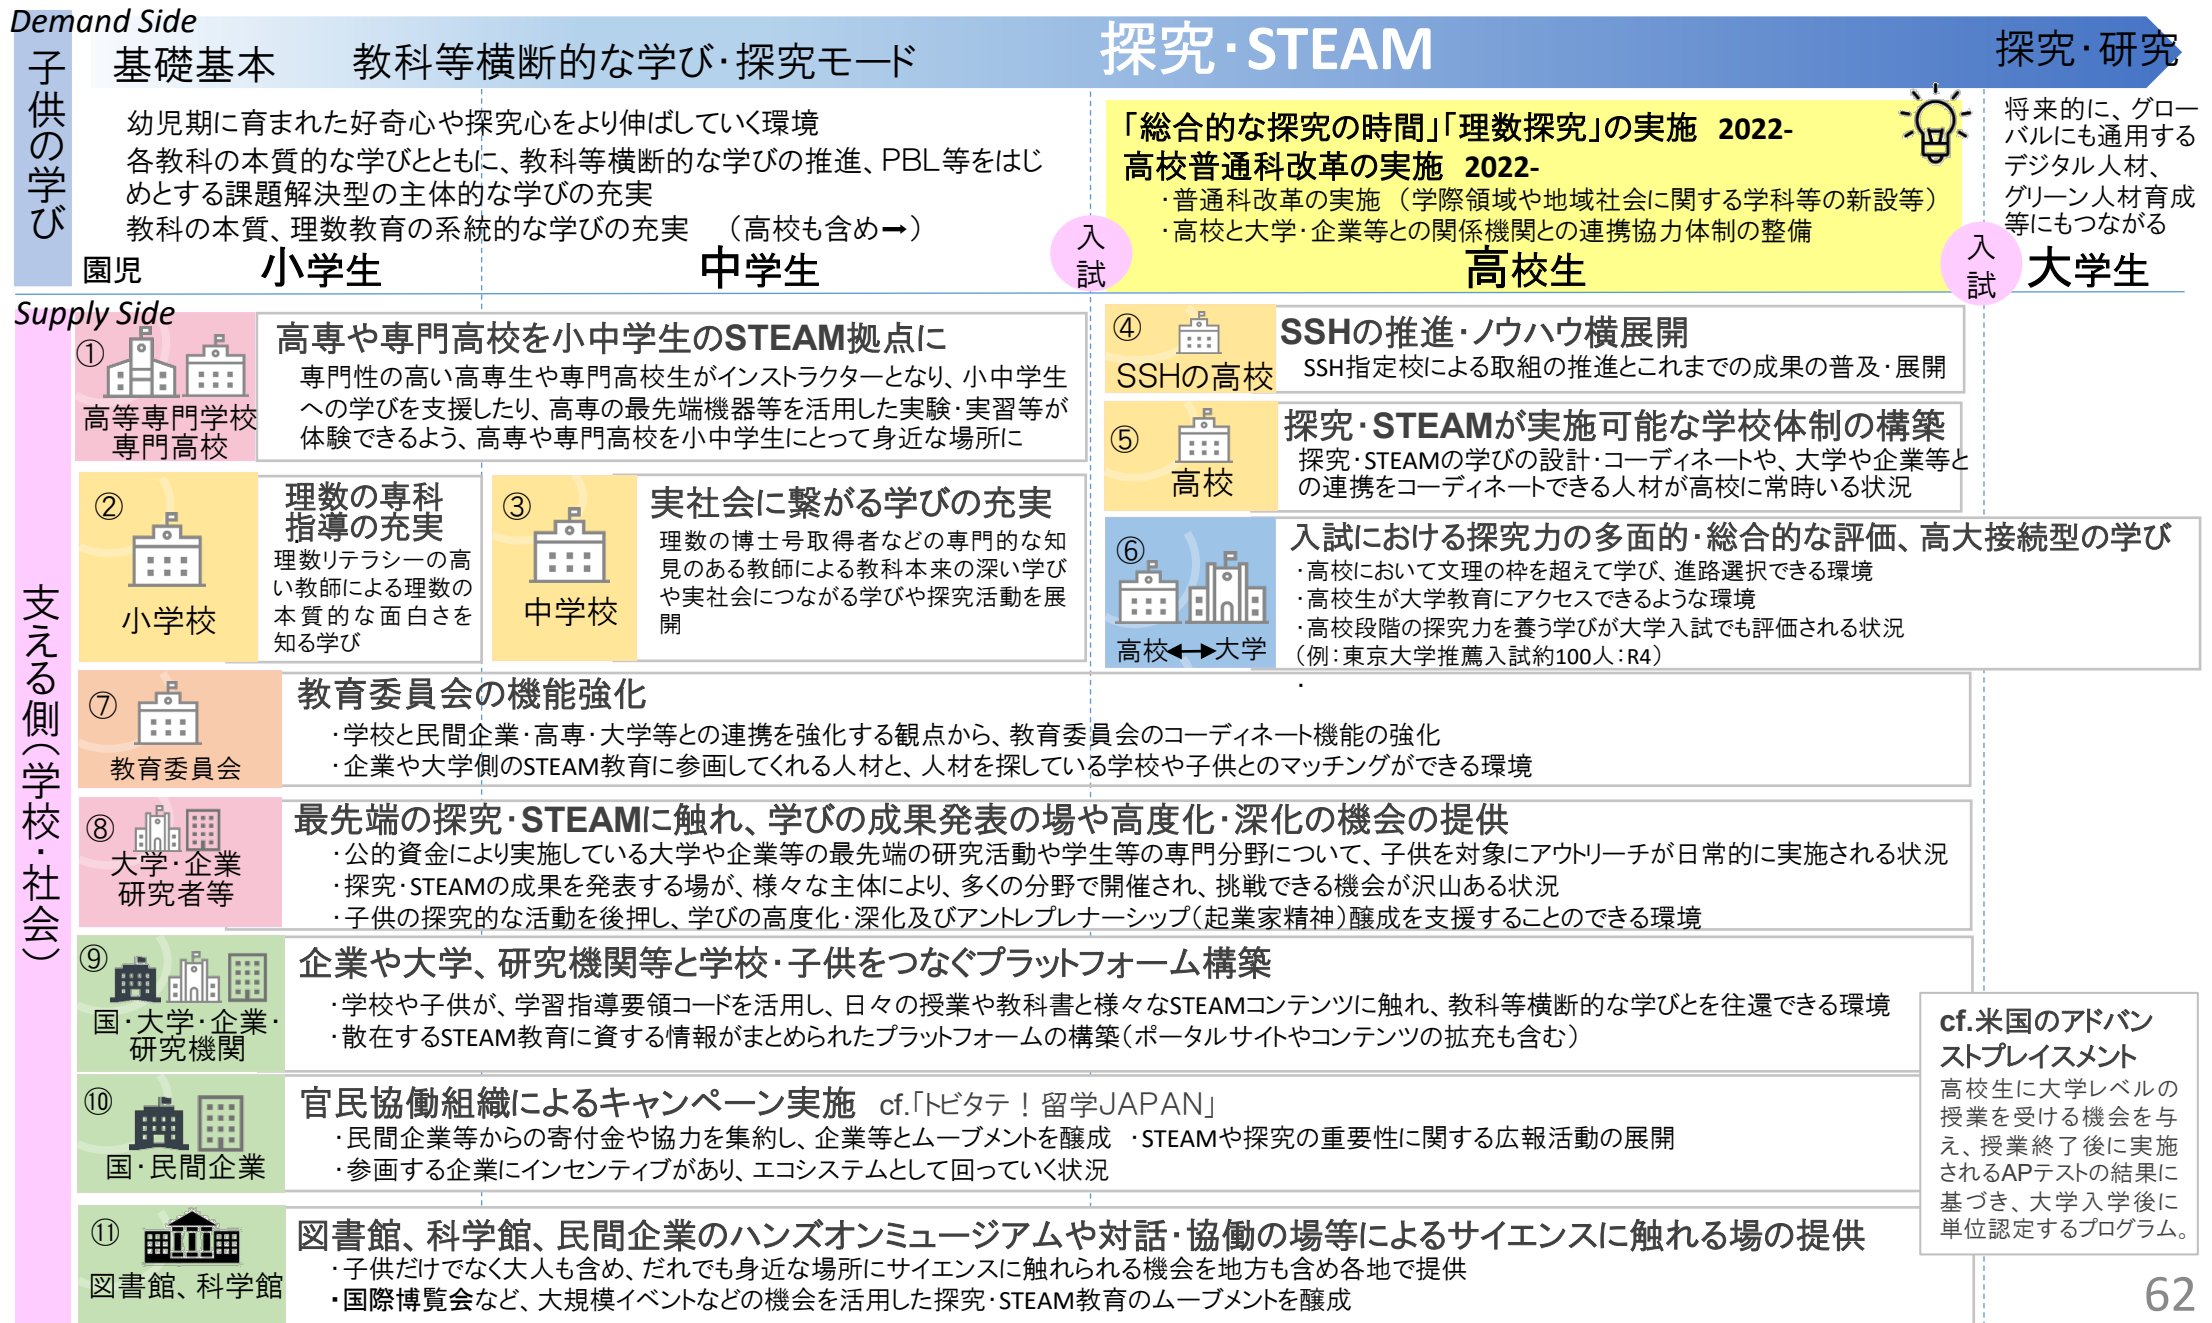 Demand Side
子供の学び
基礎基本
教科等横断的な学び・探究モード
探究・STEAM
探究・研究
幼児期に育まれた好奇心や探究心をより伸ばしていく環境
各教科の本質的な学びとともに、教科等横断的な学びの推進、PBL等をはじ
めとする課題解決型の主体的な学びの充実
教科の本質、理数教育の系統的な学びの充実　（高校も含め➡）
「総合的な探究の時間」「理数探究」の実施 2022-
高校普通科改革の実施 2022-
・普通科改革の実施（学際領域や地域社会に関する学科等の新設等）
・高校と大学・企業等との関係機関との連携協力体制の整備
将来的に、グロー
バルにも通用する
デジタル人材、
グリーン人材育成
等にもつながる
園児
小学生
中学生
入試
高校生
入試
大学生
Supply Side
支える側（学校・社会）
①
高等専門学校
専門高校
高専や専門高校を小中学生のSTEAM拠点に
専門性の高い高専生や専門高校生がインストラクターとなり、小中学生
への学びを支援したり、高専の最先端機器等を活用した実験・実習等が
体験できるよう、高専や専門高校を小中学生にとって身近な場所に
②
小学校
理数の専科
指導の充実
理数リテラシーの高
い教師による理数の
本質的な面白さを
知る学び
③
中学校
実社会に繋がる学びの充実
理数の博士号取得者などの専門的な知
見のある教師による教科本来の深い学び
や実社会につながる学びや探究活動を展
開
④
SSHの高校
SSHの推進・ノウハウ横展開
SSH指定校による取組の推進とこれまでの成果の普及・展開
⑤
高校
探究・STEAMが実施可能な学校体制の構築
探究・STEAMの学びの設計・コーディネートや、大学や企業等と
の連携をコーディネートできる人材が高校に常時いる状況
⑥
高校⟷大学
入試における探究力の多面的・総合的な評価、高大接続型の学び
・高校において文理の枠を超えて学び、進路選択できる環境
・高校生が大学教育にアクセスできるような環境
・高校段階の探究力を養う学びが大学入試でも評価される状況
（例：東京大学推薦入試約100人：R4）
・
⑦
教育委員会
教育委員会の機能強化
・学校と民間企業・高専・大学等との連携を強化する観点から、教育委員会のコーディネート機能の強化
・企業や大学側のSTEAM教育に参画してくれる人材と、人材を探している学校や子供とのマッチングができる環境
⑧
大学・企業
研究者等
最先端の探究・STEAMに触れ、学びの成果発表の場や高度化・深化の機会の提供
・公的資金により実施している大学や企業等の最先端の研究活動や学生等の専門分野について、子供を対象にアウトリーチが日常的に実施される状況
・探究・STEAMの成果を発表する場が、様々な主体により、多くの分野で開催され、挑戦できる機会が沢山ある状況
・子供の探究的な活動を後押し、学びの高度化・深化及びアントレプレナーシップ（起業家精神）醸成を支援することのできる環境
⑨
国・大学・企業・
研究機関
企業や大学、研究機関等と学校・子供をつなぐプラットフォーム構築
・学校や子供が、学習指導要領コードを活用し、日々の授業や教科書と様々なSTEAMコンテンツに触れ、教科等横断的な学びとを往還できる環境
・散在するSTEAM教育に資する情報がまとめられたプラットフォームの構築（ポータルサイトやコンテンツの拡充も含む）
⑩
国・民間企業
官民協働組織によるキャンペーン実施 cf.「トビタテ！留学JAPAN」
・民間企業等からの寄付金や協力を集約し、企業等とムーブメントを醸成 ・STEAMや探究の重要性に関する広報活動の展開
・参画する企業にインセンティブがあり、エコシステムとして回っていく状況
⑪
図書館、科学館
図書館、科学館、民間企業のハンズオンミュージアムや対話・協働の場等によるサイエンスに触れる場の提供
・子供だけでなく大人も含め、だれでも身近な場所にサイエンスに触れられる機会を地方も含め各地で提供
・国際博覧会など、大規模イベントなどの機会を活用した探究・STEAM教育のムーブメントを醸成
cf.米国のアドバン
ストプレイスメント
高校生に大学レベルの
授業を受ける機会を与
え、授業終了後に実施
されるAPテストの結果に
基づき、大学入学後に
単位認定するプログラム。
62